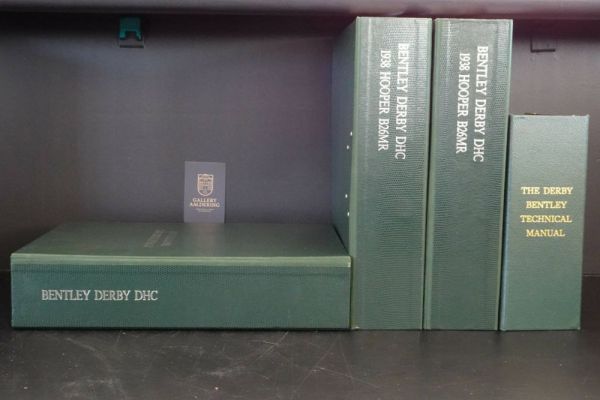 GALLERY
AALDERING
BENTLEY DERBY DHC
BENTLEY DERBY DHC
1938 HOOPER B26MR
BENTLEY DERBY DHC
1938 HOOPER B26MR
THE DERBY
BENTLEY
TECHNICAL
MANUAL